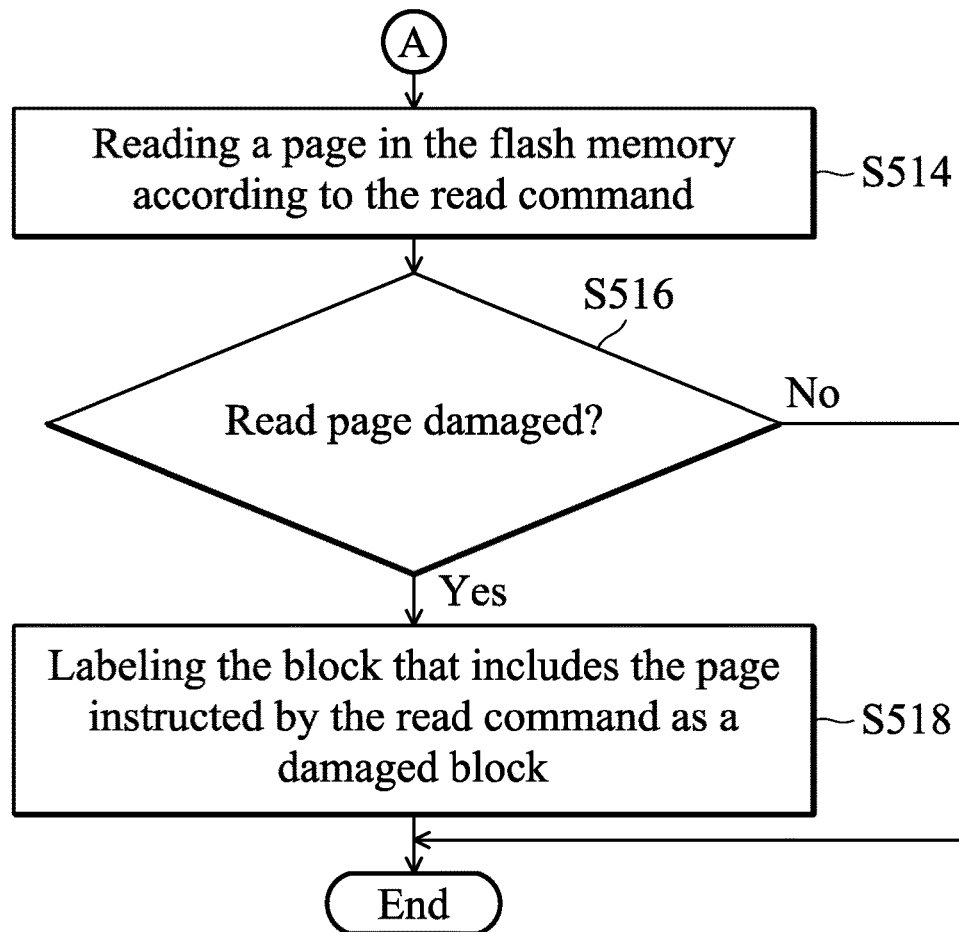 A
Reading a page in the flash memory
according to the read command
S514
S516
Read page damaged?
No
Yes
Labeling the block that includes the page
instructed by the read command as a
damaged block
S518
End